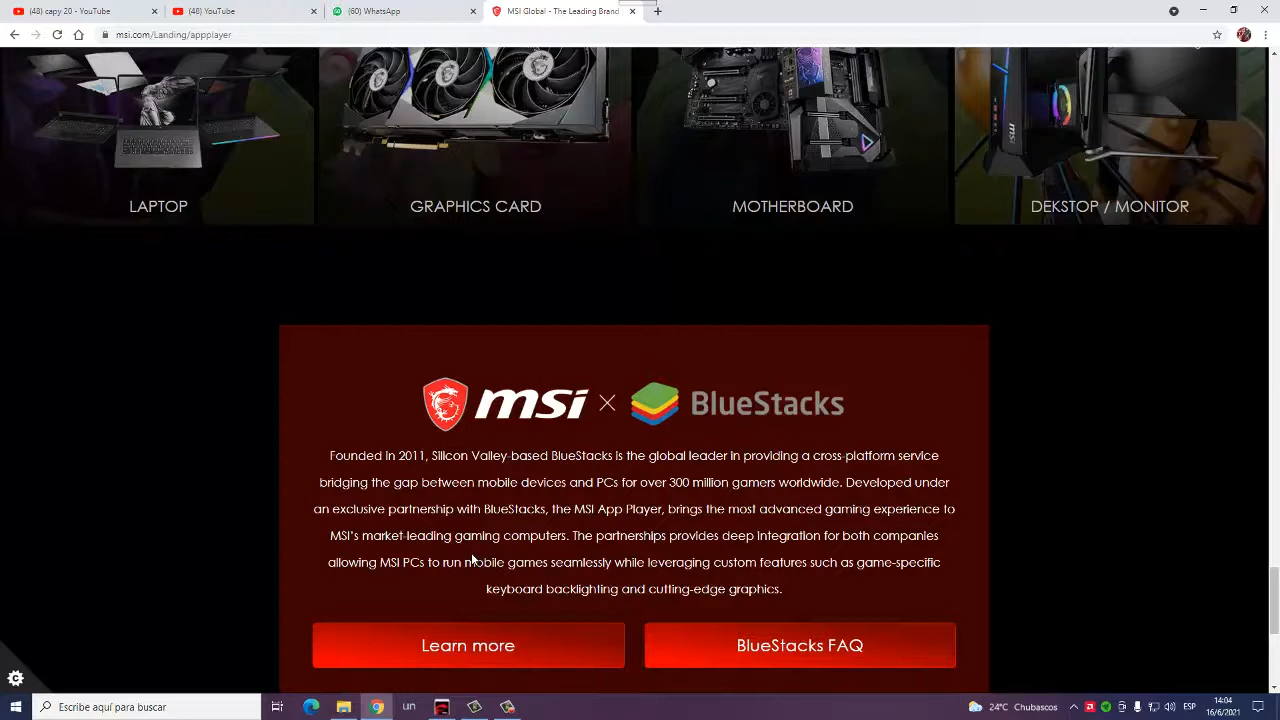 (48) capy 20 - YouTube
(48) YouTube
(60) WhatsApp
MSI Global - The Leading Brand
msi.com/Landing/appplayer
LAPTOP
GRAPHICS CARD
MOTHERBOARD
DEKSTOP / MONITOR
msi
BlueStacks
Founded in 2011, Silicon Valley-based BlueStacks is the global leader in providing a cross-platform service
bridging the gap between mobile devices and PCs for over 300 million gamers worldwide. Developed under
an exclusive partnership with BlueStacks, the MSI App Player, brings the most advanced gaming experience to
MSI's market-leading gaming computers. The partnerships provides deep integration for both companies
allowing MSI PCs to run mobile games seamlessly while leveraging custom features such as game-specific
keyboard backlighting and cutting-edge graphics.
Learn more
BlueStacks FAQ
Escribe aquí para buscar
un
24°C Chubascos
ESP
14:04
16/6/2021